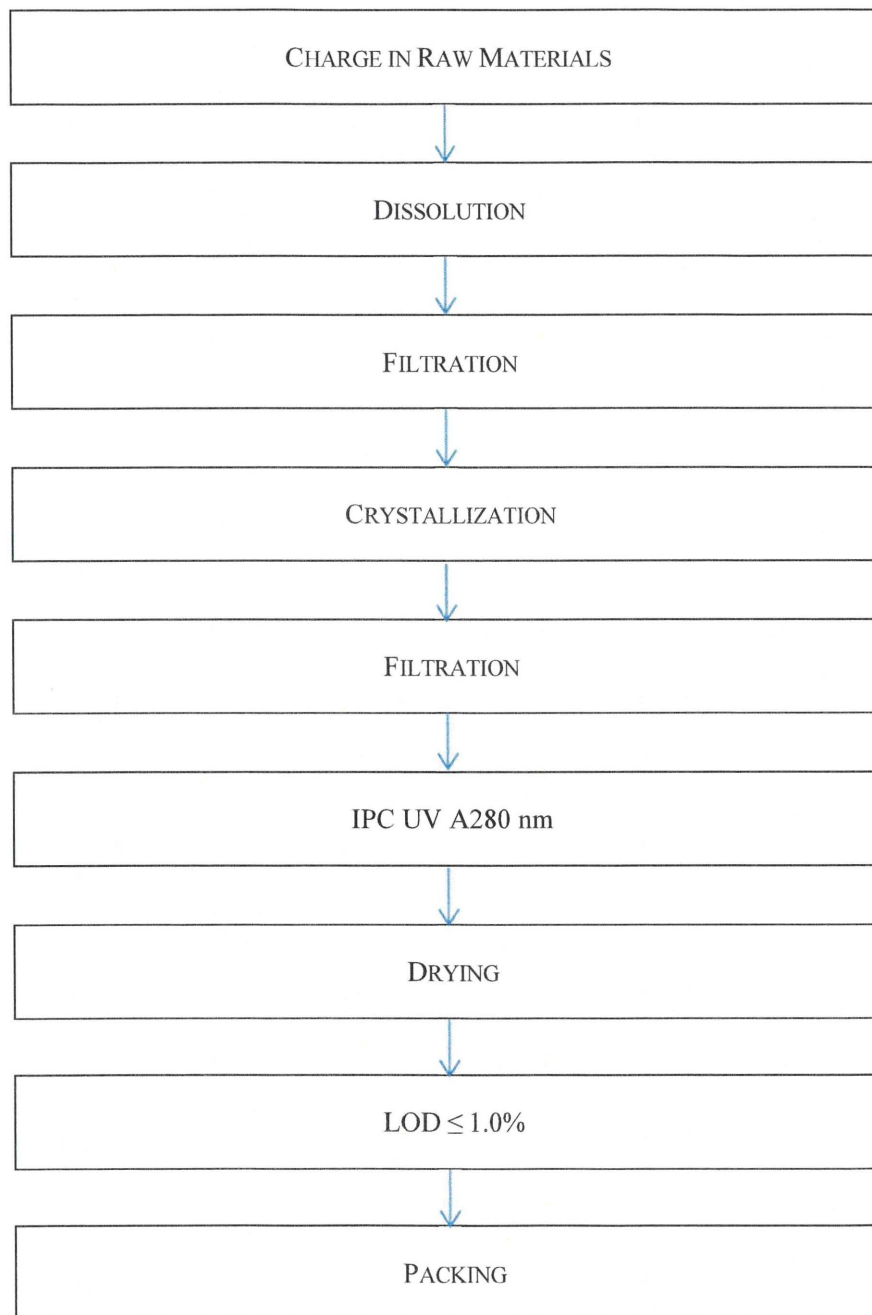 CHARGE IN RAW MATERIALS
DISSOLUTION
FILTRATION
CRYSTALLIZATION
FILTRATION
IPC UV A280 nm
DRYING
LOD ≤ 1.0%
PACKING